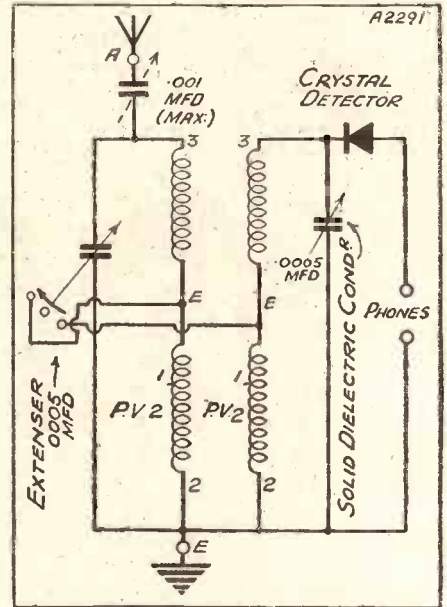 A2291
A
.001
MFD
(MAX:)
CRYSTAL
DETECTOR
3
3
.0005
MFD
SOLID DIELECTRIC CONDR
E
E
PHONES
EXTENSER
.0005
MFD
1
P.V.2
2
1
P.V.2
2
E